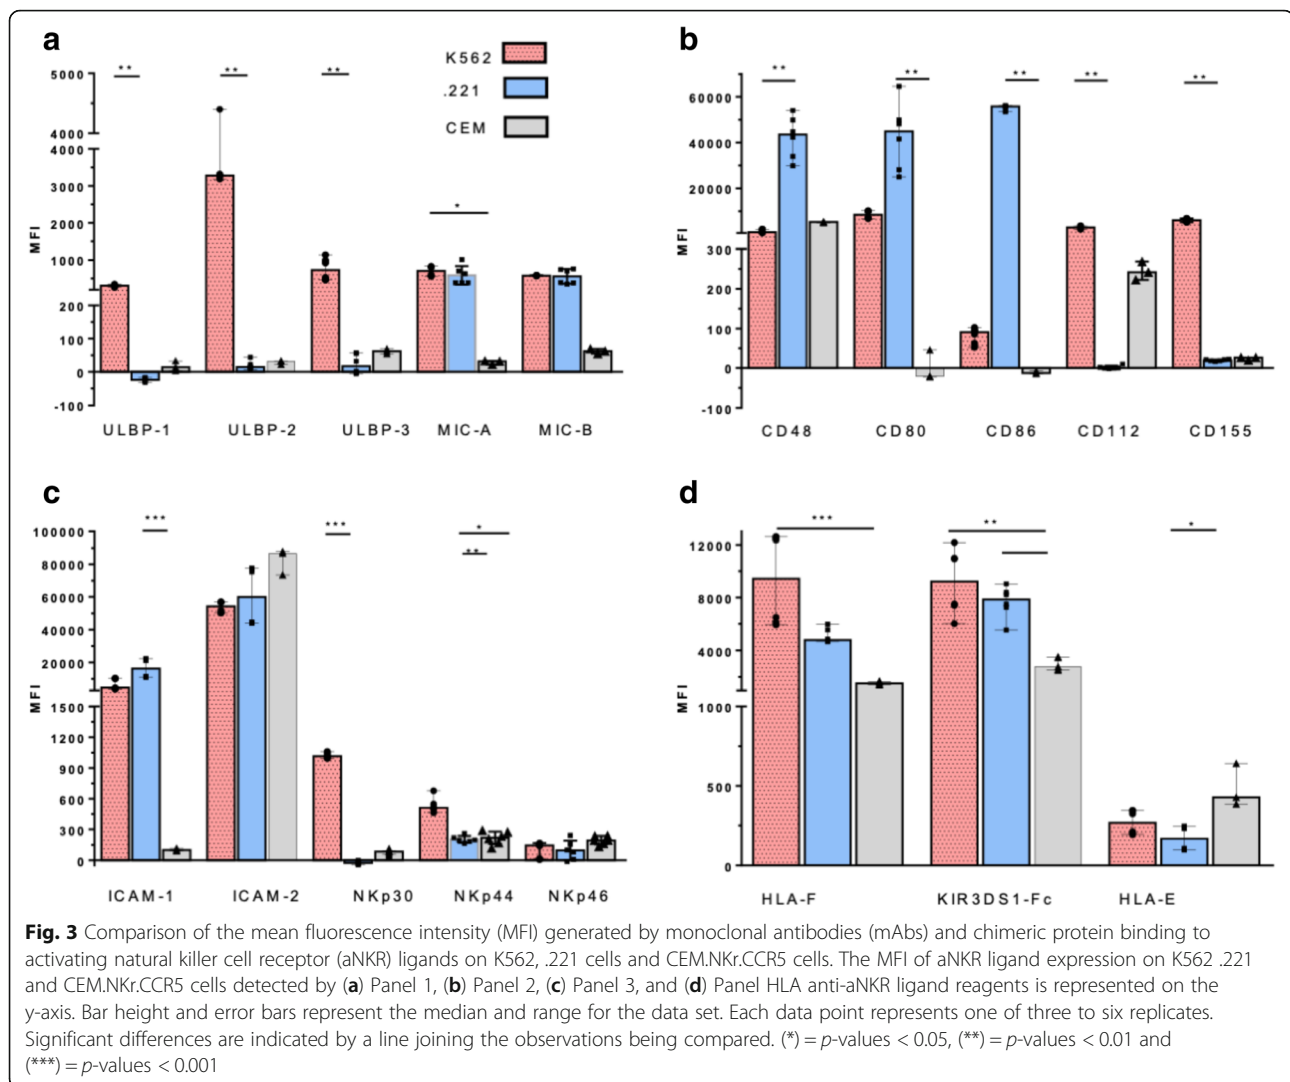 a
K562
.221
CEM
** ** **
*
5000
4000
4000
3000
2000
1000
100
0
-100
MFI
ULBP-1 ULBP-2 ULBP-3 MIC-A MIC-B
b
** ** ** ** **
60000
40000
20000
300
200
100
0
-100
MFI
CD48 CD80 CD86 CD112 CD155
c
*** *** *
**
100000
80000
60000
40000
20000
1500
1200
900
600
300
0
MFI
ICAM-1 ICAM-2 NKp30 NKp44 NKp46
d
*** ** *
12000
8000
4000
1000
500
0
MFI
HLA-F KIR3DS1-Fc HLA-E
Fig. 3 Comparison of the mean fluorescence intensity (MFI) generated by monoclonal antibodies (mAbs) and chimeric protein binding to
activating natural killer cell receptor (aNKR) ligands on K562, .221 cells and CEM.NKr.CCR5 cells. The MFI of aNKR ligand expression on K562 .221
and CEM.NKr.CCR5 cells detected by (a) Panel 1, (b) Panel 2, (c) Panel 3, and (d) Panel HLA anti-aNKR ligand reagents is represented on the
y-axis. Bar height and error bars represent the median and range for the data set. Each data point represents one of three to six replicates.
Significant differences are indicated by a line joining the observations being compared. (*) = p-values < 0.05, (**) = p-values < 0.01 and
(***) = p-values < 0.001